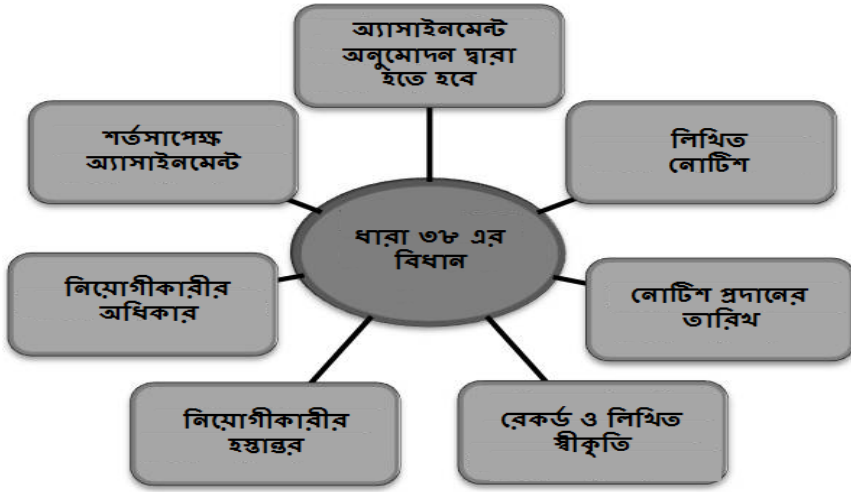 অ্যাসাইনমেন্ট
অনুমোদন দ্বারা
হতে হবে
শর্তসাপেক্ষ
অ্যাসাইনমেন্ট
লিখিত
নোটিশ
ধারা ৩৮ এর
বিধান
নিয়োগীকারীর
অধিকার
নোটিশ প্রদানের
তারিখ
নিয়োগীকারীর
হস্তান্তর
রেকর্ড ও লিখিত
স্বীকৃতি